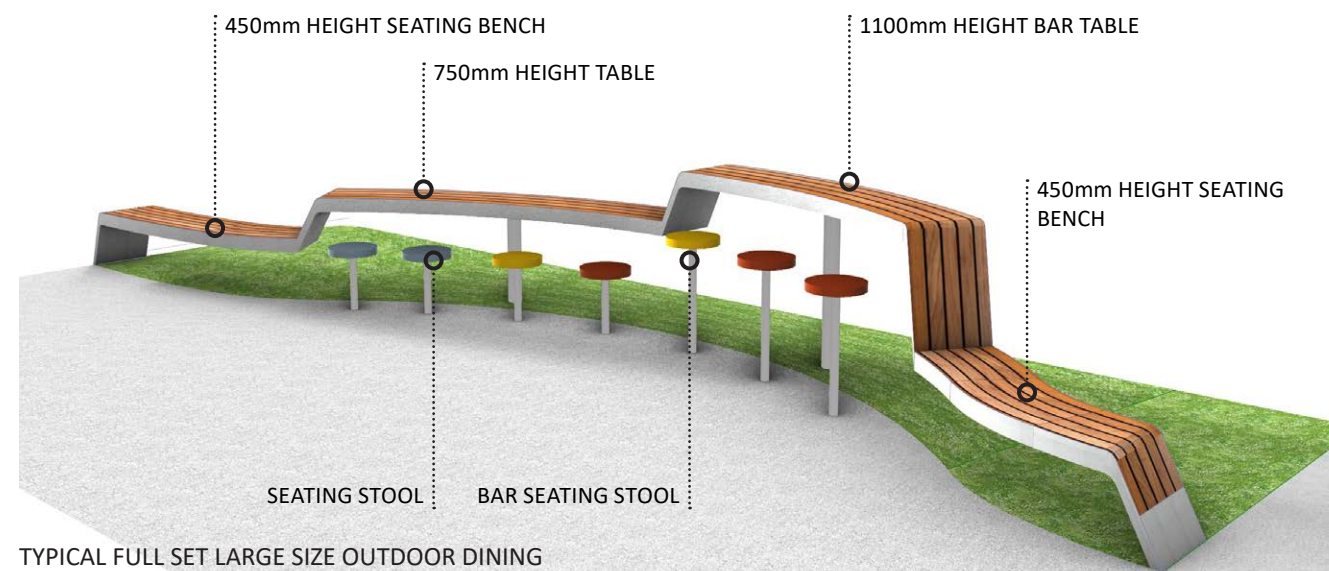 450mm HEIGHT SEATING BENCH
1100mm HEIGHT BAR TABLE
750mm HEIGHT TABLE
450mm HEIGHT SEATING
BENCH
SEATING STOOL
BAR SEATING STOOL
TYPICAL FULL SET LARGE SIZE OUTDOOR DINING